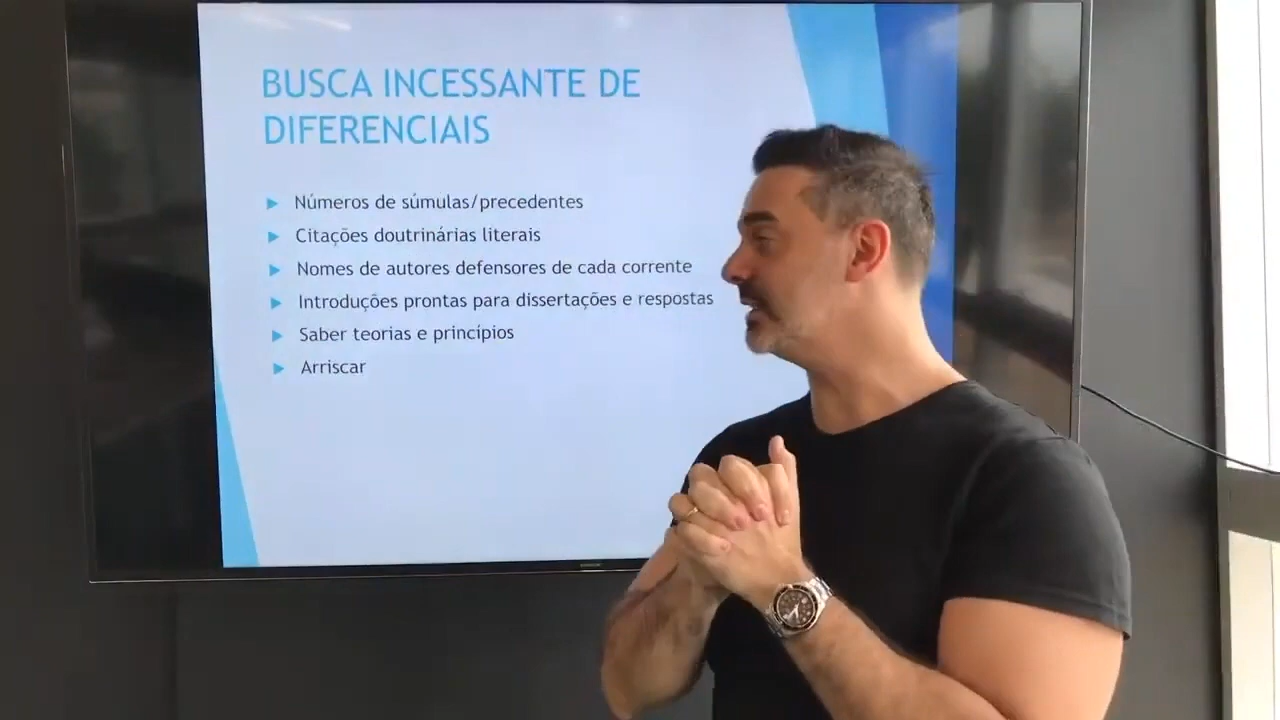 BUSCA INCESSANTE DE
DIFERENCIAIS
Números de súmulas/precedentes
Citações doutrinárias literais
Nomes de autores defensores de cada corrente
Introduções prontas para dissertações e respostas
Saber teorias e princípios
Arriscar